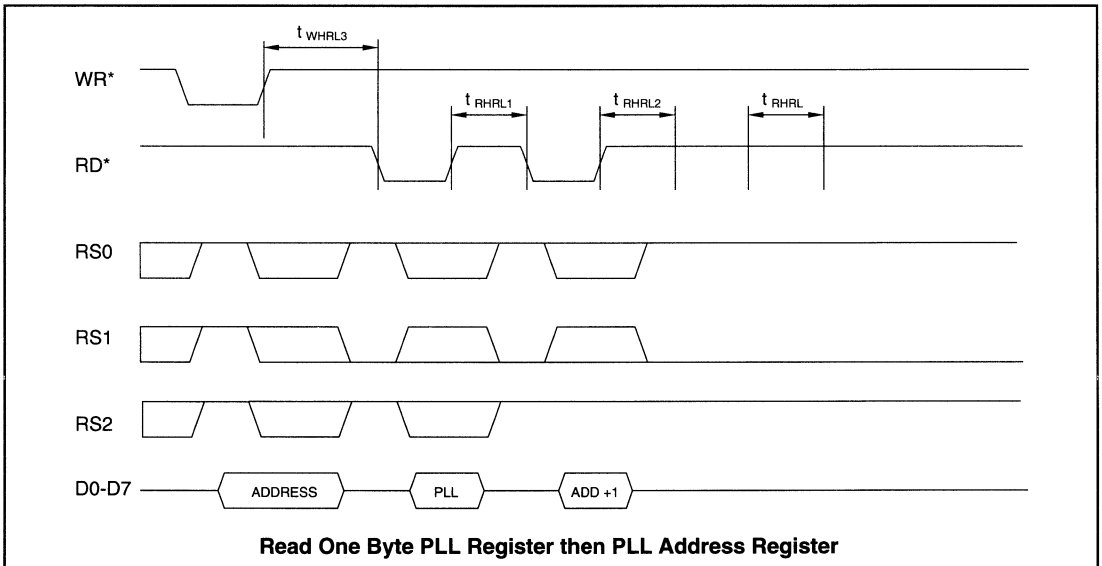 t WHRL3
WR*
t RHRL1 t RHRL2 t RHRL
RD*
RS0
RS1
RS2
D0-D7 ADDRESS PLL ADD +1
Read One Byte PLL Register then PLL Address Register